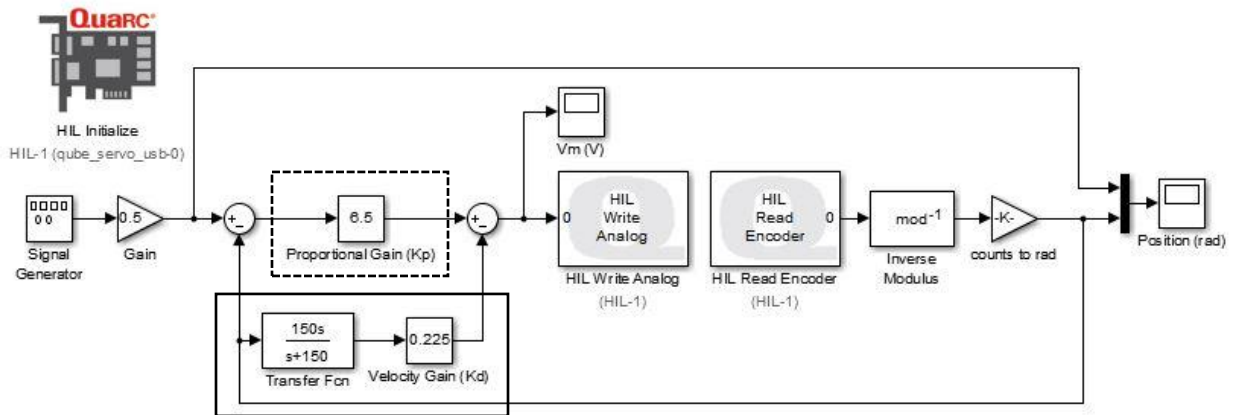 QUARC®
HIL Initialize
HIL-1 (qube_servo_usb-0)
Signal
Generator
0.5
Gain
+
-
6.5
Proportional Gain (Kp)
+
-
Vm (V)
0
HIL
Write
Analog
HIL Write Analog
(HIL-1)
HIL
Read
Encoder
0
HIL Read Encoder
(HIL-1)
mod⁻¹
Inverse
Modulus
-K-
counts to rad
Position (rad)
150s
s+150
Transfer Fcn
0.225
Velocity Gain (Kd)